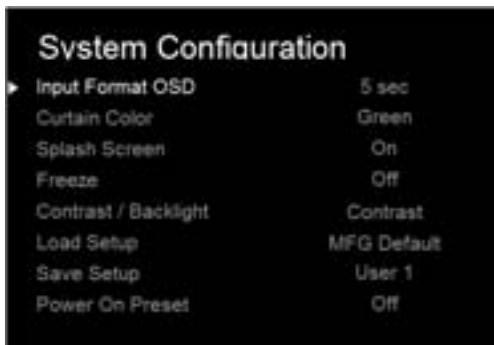 System Configuration
Input Format OSD 5 sec
Curtain Color Green
Splash Screen On
Freeze Off
Contrast / Backlight Contrast
Load Setup MFG Default
Save Setup User 1
Power On Preset Off